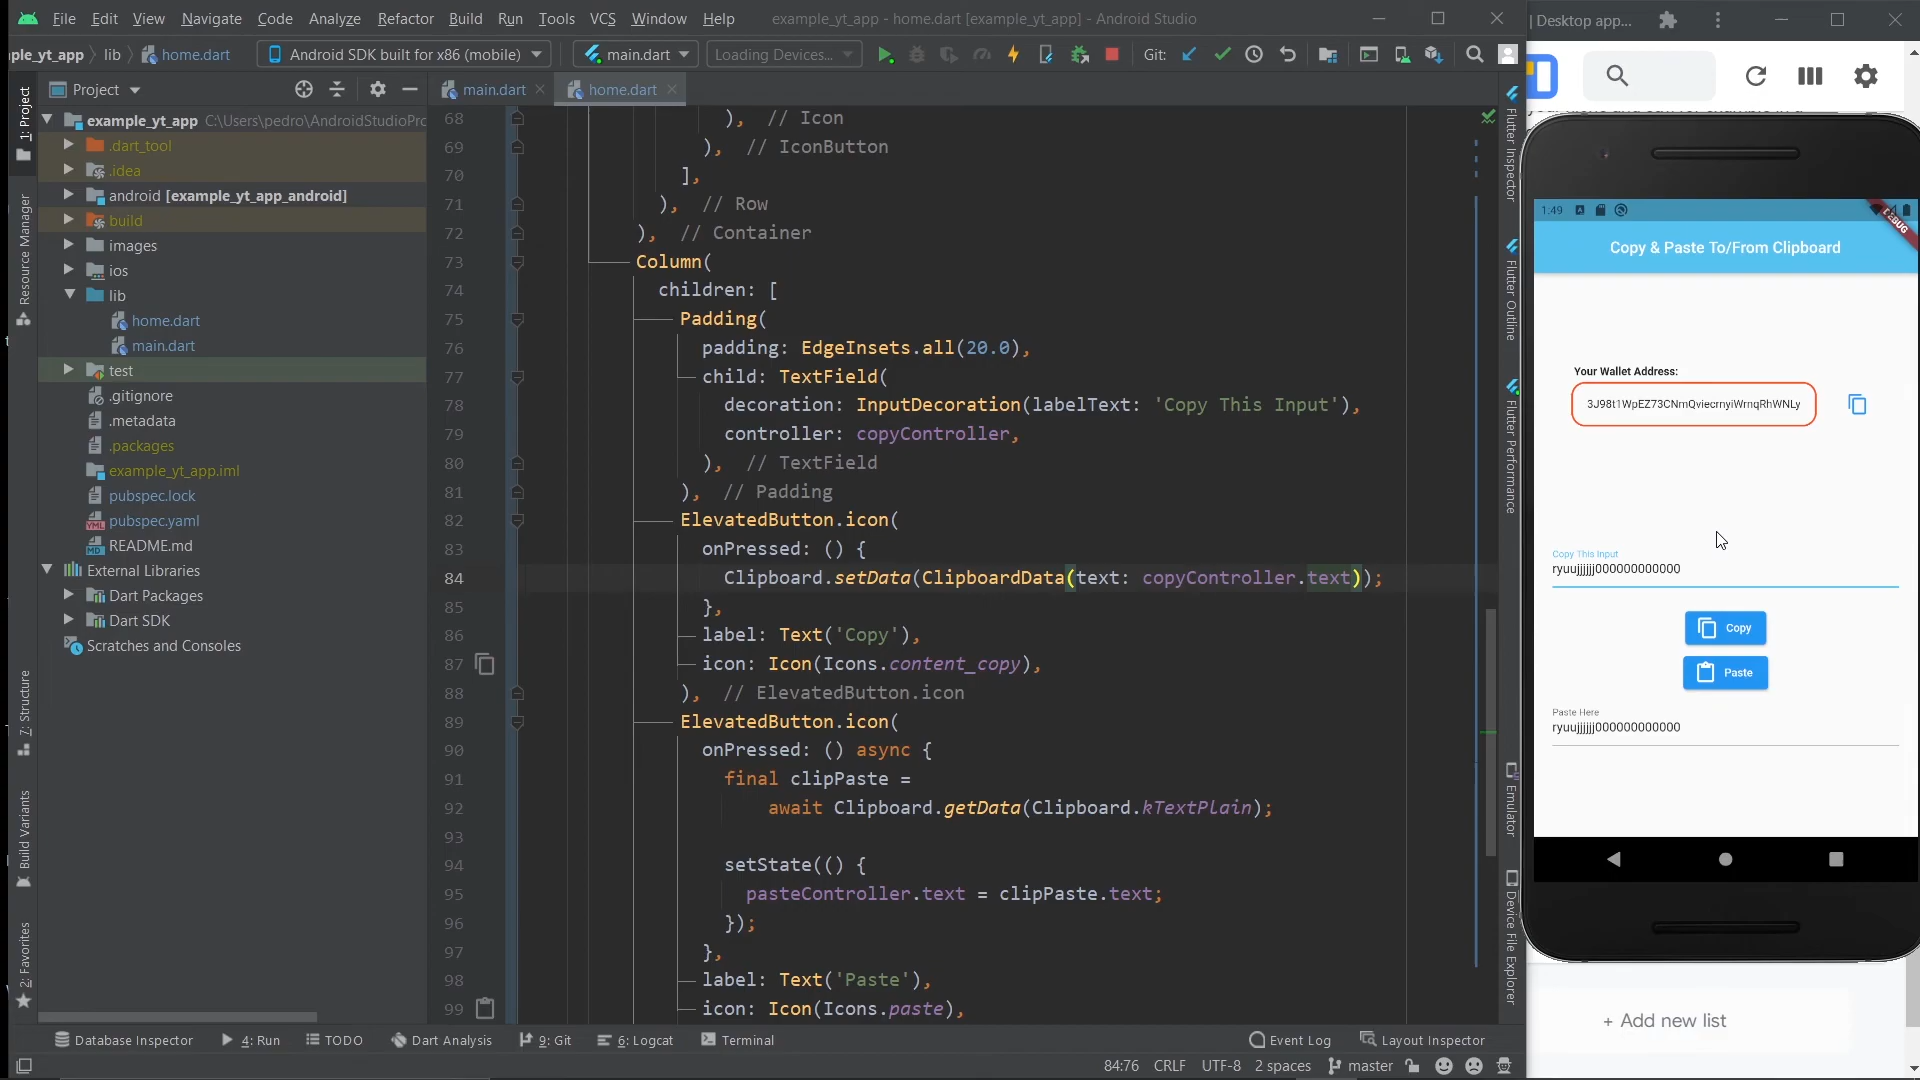 File Edit View Navigate Code Analyze Refactor Build Run Tools VCS Window Help example_yt_app - home.dart [example_yt_app] - Android Studio
| Desktop app...
ple_yt_app lib home.dart Android SDK built for x86 (mobile) main.dart Loading Devices... Git:
Project main.dart home.dart
example_yt_app C:\Users\pedro\AndroidStudioPro
.dart_tool
.idea
android [example_yt_app_android]
build
images
ios
lib
home.dart
main.dart
test
.gitignore
.metadata
.packages
example_yt_app.iml
pubspec.lock
pubspec.yaml
README.md
External Libraries
Dart Packages
Dart SDK
Scratches and Consoles
1: Project
Resource Manager
7: Structure
Build Variants
2: Favorites
68 ), // Icon
69 ), // IconButton
70 ],
71 ), // Row
72 ), // Container
73 Column(
74 children: [
75 Padding(
76 padding: EdgeInsets.all(20.0),
77 child: TextField(
78 decoration: InputDecoration(labelText: 'Copy This Input'),
79 controller: copyController,
80 ), // TextField
81 ), // Padding
82 ElevatedButton.icon(
83 onPressed: () {
84 Clipboard.setData(ClipboardData(text: copyController.text));
85 },
86 label: Text('Copy'),
87 icon: Icon(Icons.content_copy),
88 ), // ElevatedButton.icon
89 ElevatedButton.icon(
90 onPressed: () async {
91 final clipPaste =
92 await Clipboard.getData(Clipboard.kTextPlain);
93
94 setState(() {
95 pasteController.text = clipPaste.text;
96 });
97 },
98 label: Text('Paste'),
99 icon: Icon(Icons.paste),
Flutter Inspector
Flutter Outline
Flutter Performance
Emulator
Device File Explorer
1:49
DEBUG
Copy & Paste To/From Clipboard
Your Wallet Address:
3J98t1WpEZ73CNmQviecrnyiWrnqRhWNLy
Copy This Input
ryuujjjjjj000000000000
Copy
Paste
Paste Here
ryuujjjjjj000000000000
+ Add new list
Database Inspector 4: Run TODO Dart Analysis 9: Git 6: Logcat Terminal Event Log Layout Inspector
84:76 CRLF UTF-8 2 spaces master